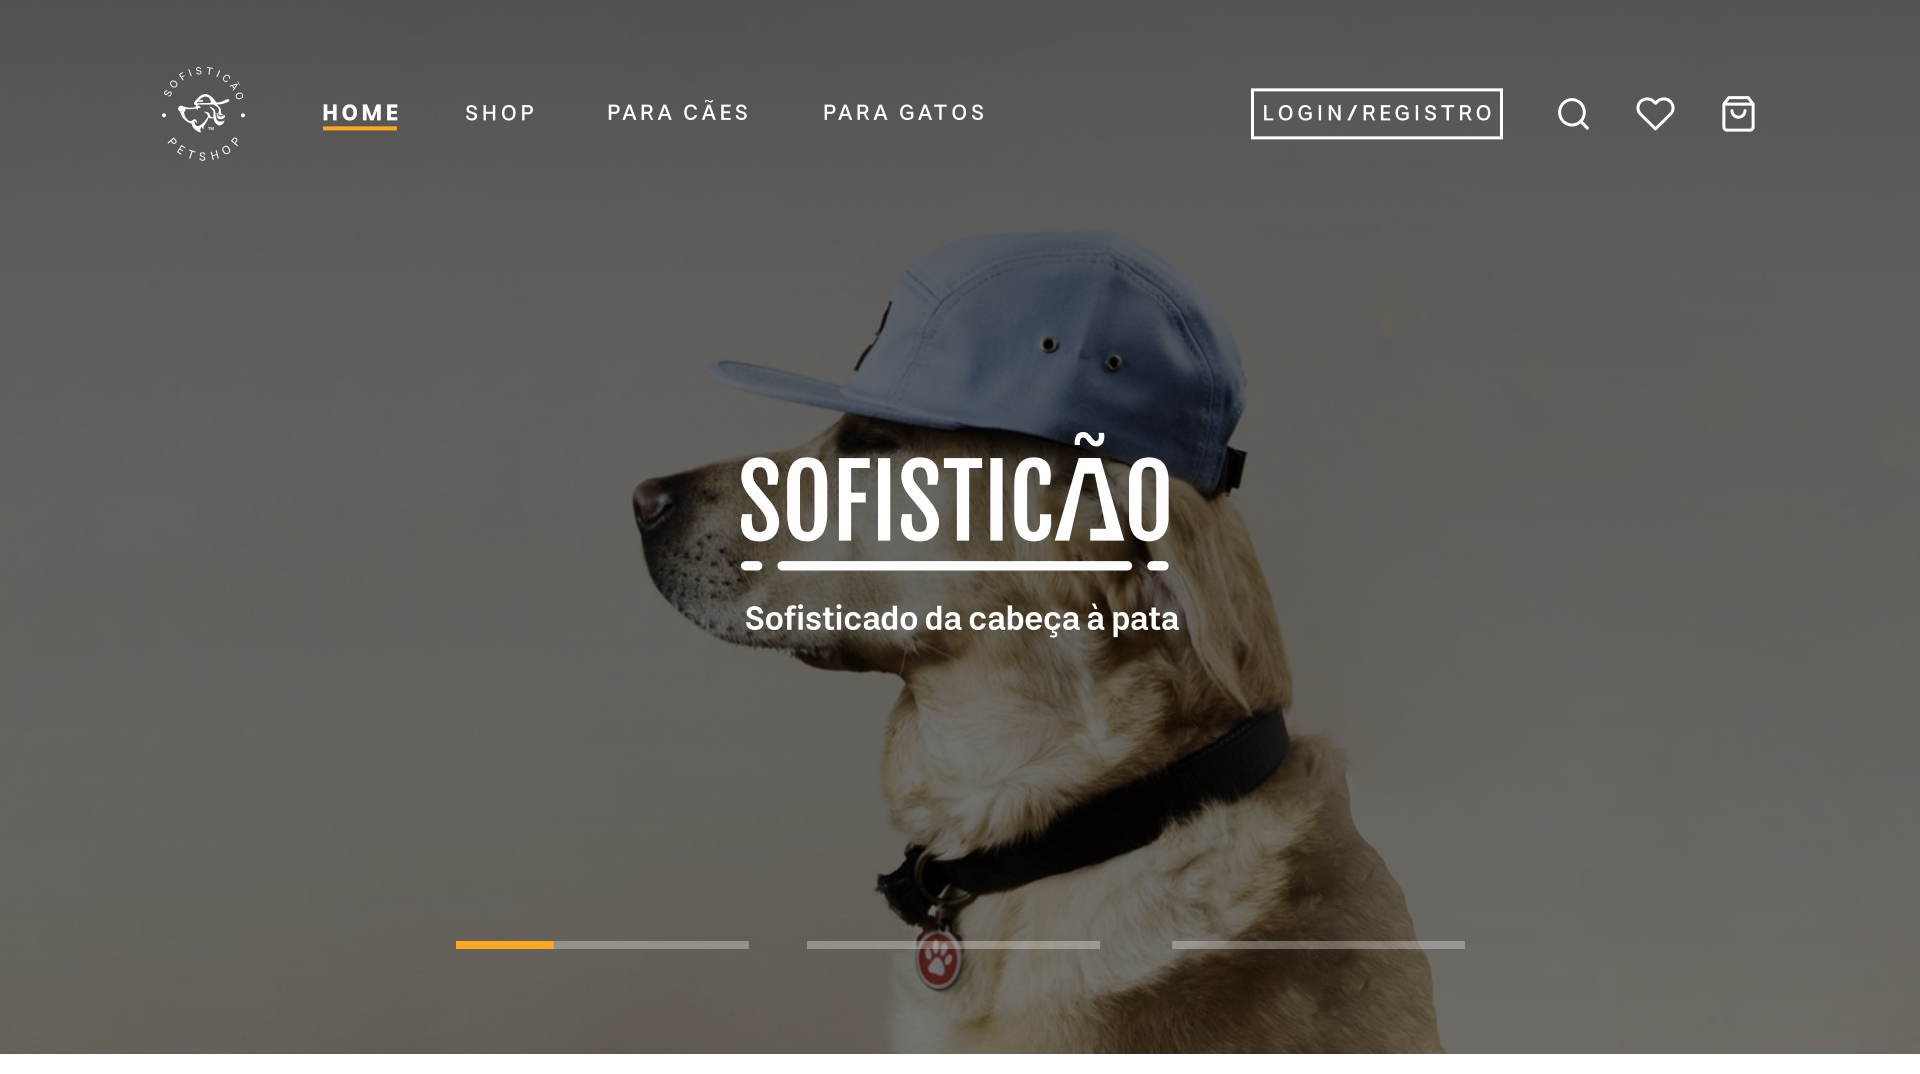 SOFISTICÃO
PETSHOP
HOME
SHOP
PARA CÃES
PARA GATOS
LOGIN/REGISTRO
SOFISTICÃO
Sofisticado da cabeça à pata